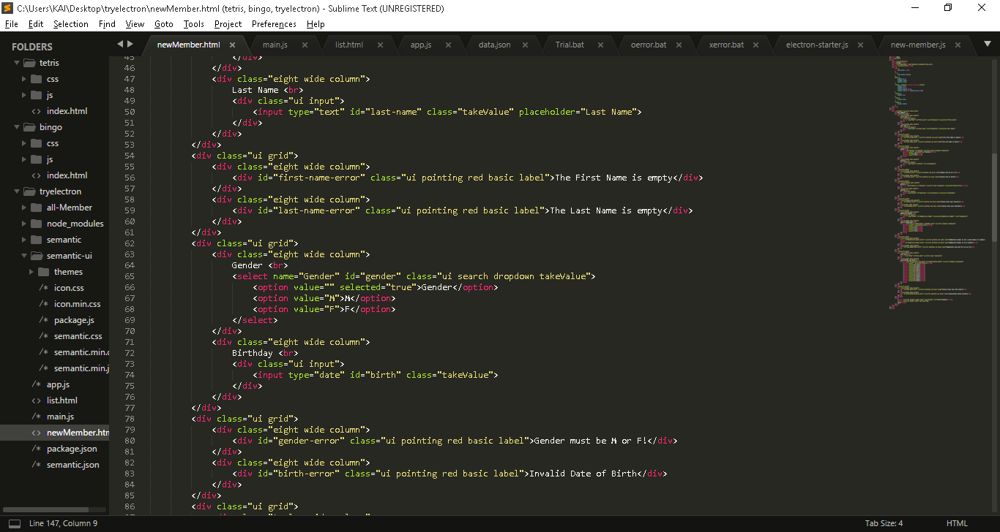 C:\Users\KAI\Desktop\tryelectron\newMember.html (tetris, bingo, tryelectron) - Sublime Text (UNREGISTERED)
File Edit Selection Find View Goto Tools Project Preferences Help
FOLDERS
tetris
css
js
index.html
bingo
css
js
index.html
tryelectron
all-Member
node_modules
semantic
semantic-ui
themes
icon.css
icon.min.css
package.js
semantic.css
semantic.min.c
semantic.min.j
app.js
list.html
main.js
newMember.htm
package.json
semantic.json
newMember.html main.js list.html app.js data.json Trial.bat oerror.bat xerror.bat electron-starter.js new-member.js
45 </div>
46 </div>
47 <div class="eight wide column">
48 Last Name <br>
49 <div class="ui input">
50 <input type="text" id="last-name" class="takeValue" placeholder="Last Name">
51 </div>
52 </div>
53 </div>
54 <div class="ui grid">
55 <div class="eight wide column">
56 <div id="first-name-error" class="ui pointing red basic label">The First Name is empty</div>
57 </div>
58 <div class="eight wide column">
59 <div id="last-name-error" class="ui pointing red basic label">The Last Name is empty</div>
60 </div>
61 </div>
62 <div class="ui grid">
63 <div class="eight wide column">
64 Gender <br>
65 <select name="Gender" id="gender" class="ui search dropdown takeValue">
66 <option value="" selected="true">Gender</option>
67 <option value="M">M</option>
68 <option value="F">F</option>
69 </select>
70 </div>
71 <div class="eight wide column">
72 Birthday <br>
73 <div class="ui input">
74 <input type="date" id="birth" class="takeValue">
75 </div>
76 </div>
77 </div>
78 <div class="ui grid">
79 <div class="eight wide column">
80 <div id="gender-error" class="ui pointing red basic label">Gender must be M or F!</div>
81 </div>
82 <div class="eight wide column">
83 <div id="birth-error" class="ui pointing red basic label">Invalid Date of Birth</div>
84 </div>
85 </div>
86 <div class="ui grid">
Line 147, Column 9
Tab Size: 4
HTML